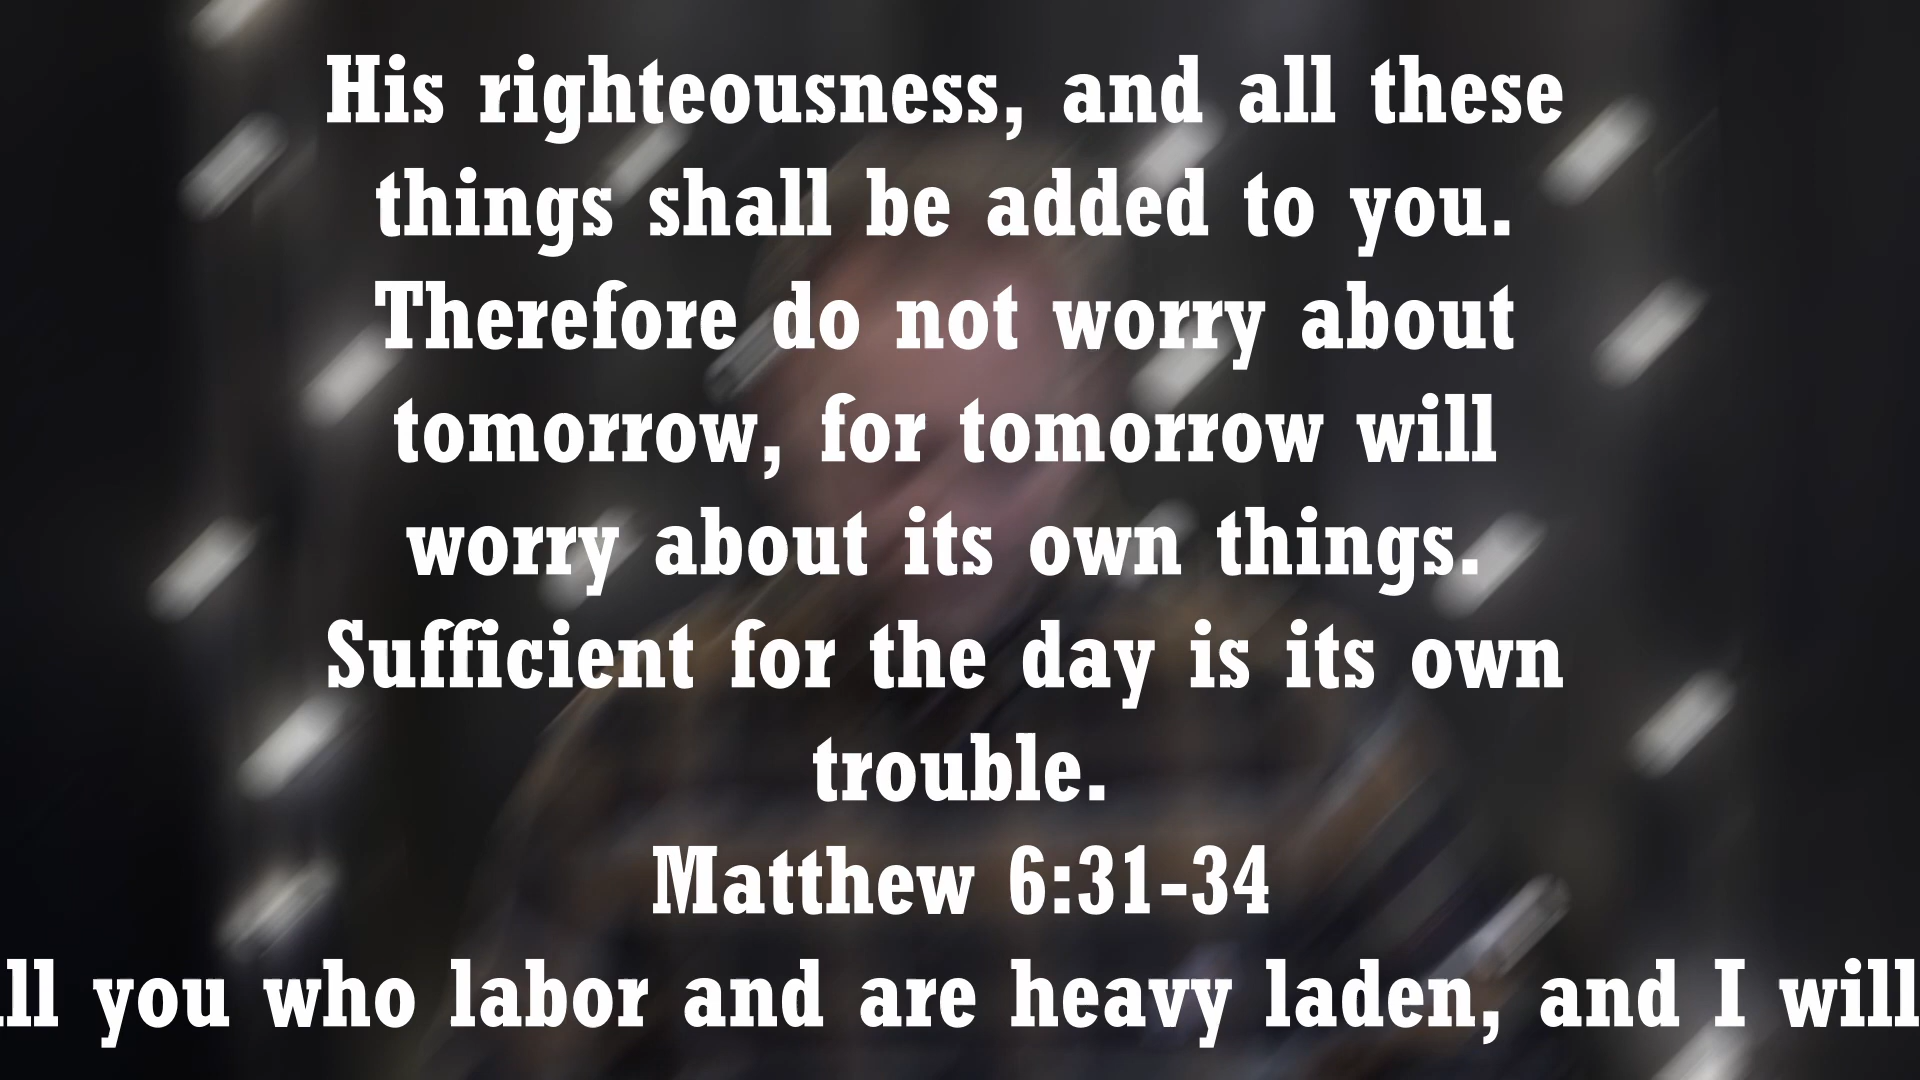 His righteousness, and all these
things shall be added to you.
Therefore do not worry about
tomorrow, for tomorrow will
worry about its own things.
Sufficient for the day is its own
trouble.
Matthew 6:31-34
ll you who labor and are heavy laden, and I will